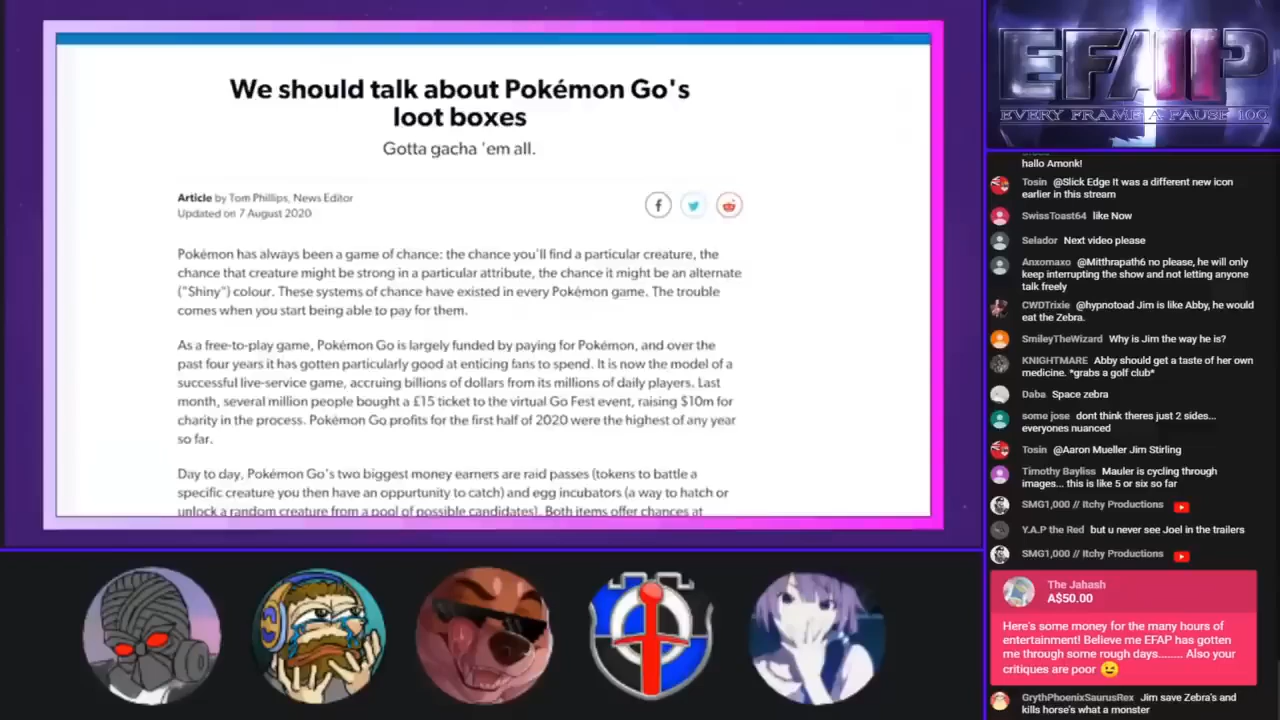 We should talk about Pokémon Go's
loot boxes
Gotta gacha 'em all.
Article by Tom Phillips, News Editor
Updated on 7 August 2020
Pokémon has always been a game of chance: the chance you'll find a particular creature, the
chance that creature might be strong in a particular attribute, the chance it might be an alternate
("Shiny") colour. These systems of chance have existed in every Pokémon game. The trouble
comes when you start being able to pay for them.
As a free-to-play game, Pokémon Go is largely funded by paying for Pokémon, and over the
past four years it has gotten particularly good at enticing fans to spend. It is now the model of a
successful live-service game, accruing billions of dollars from its millions of daily players. Last
month, several million people bought a £15 ticket to the virtual Go Fest event, raising $10m for
charity in the process. Pokémon Go profits for the first half of 2020 were the highest of any year
so far.
Day to day, Pokémon Go's two biggest money earners are raid passes (tokens to battle a
specific creature you then have an opportunity to catch) and egg incubators (a way to hatch or
unlock a random creature from a pool of possible candidates). Both items offer chances at
EFAP
EVERY FRAME A PAUSE 100
hallo Amonk!
Tosin @Slick Edge It was a different new icon
earlier in this stream
SwissToast64 like Now
Selador Next video please
Anxomaxo @Mitthrapath6 no please, he will only
keep interrupting the show and not letting anyone
talk freely
CWDTrixie @hypnotoad Jim is like Abby, he would
eat the Zebra.
SmileyTheWizard Why is Jim the way he is?
KNIGHTMARE Abby should get a taste of her own
medicine. *grabs a golf club*
Daba Space zebra
some jose dont think theres just 2 sides...
everyones nuanced
Tosin @Aaron Mueller Jim Stirling
Timothy Bayliss Mauler is cycling through
images... this is like 5 or six so far
SMG1,000 // Itchy Productions
Y.A.P the Red but u never see Joel in the trailers
SMG1,000 // Itchy Productions
The Jahash
A$50.00
Here's some money for the many hours of
entertainment! Believe me EFAP has gotten
me through some rough days......... Also your
critiques are poor 😉
GrythPhoenixSaurusRex Jim save Zebra's and
kills horse's what a monster